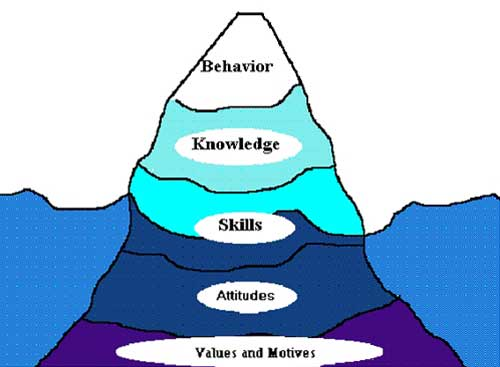 Behavior
Knowledge
Skills
Attitudes
Values and Motives